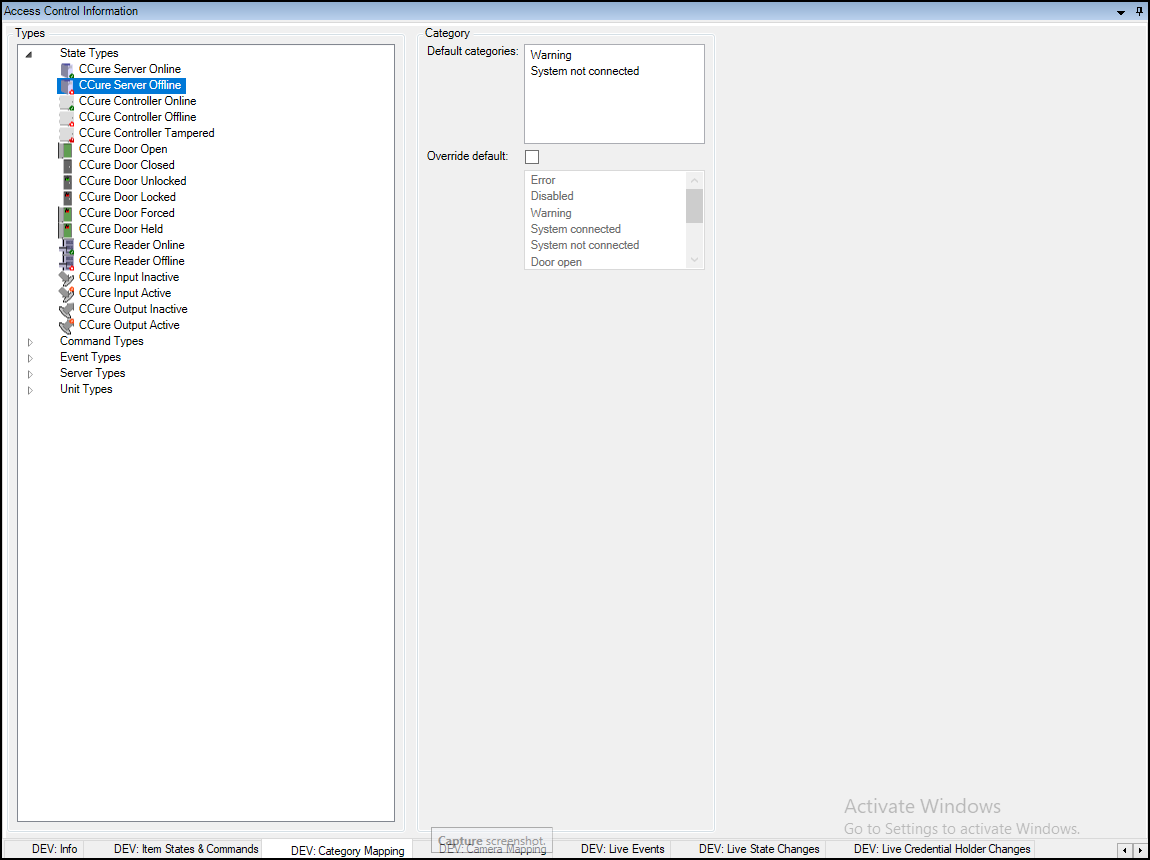 Access Control Information
Types
State Types
CCure Server Online
CCure Server Offline
CCure Controller Online
CCure Controller Offline
CCure Controller Tampered
CCure Door Open
CCure Door Closed
CCure Door Unlocked
CCure Door Locked
CCure Door Forced
CCure Door Held
CCure Reader Online
CCure Reader Offline
CCure Input Inactive
CCure Input Active
CCure Output Inactive
CCure Output Active
Command Types
Event Types
Server Types
Unit Types
Category
Default categories:
Warning
System not connected
Override default:
Error
Disabled
Warning
System connected
System not connected
Door open
Activate Windows
Go to Settings to activate Windows.
Capture screenshot.
DEV: Info
DEV: Item States & Commands
DEV: Category Mapping
DEV: Camera Mapping
DEV: Live Events
DEV: Live State Changes
DEV: Live Credential Holder Changes